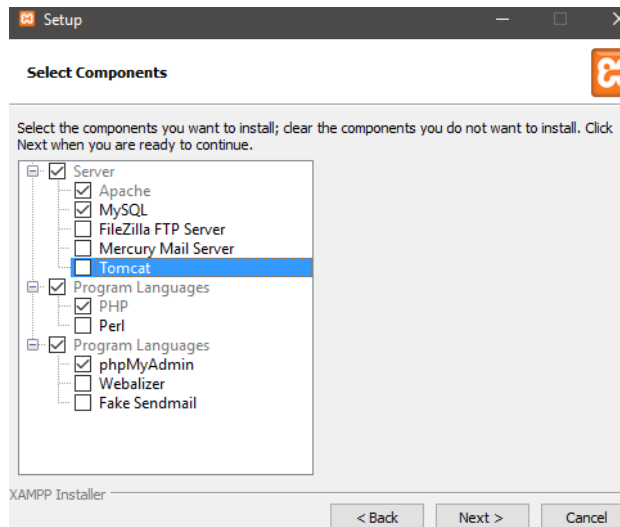 Setup
Select Components
Select the components you want to install; clear the components you do not want to install. Click
Next when you are ready to continue.
Server
Apache
MySQL
FileZilla FTP Server
Mercury Mail Server
Tomcat
Program Languages
PHP
Perl
Program Languages
phpMyAdmin
Webalizer
Fake Sendmail
XAMPP Installer
< Back Next > Cancel